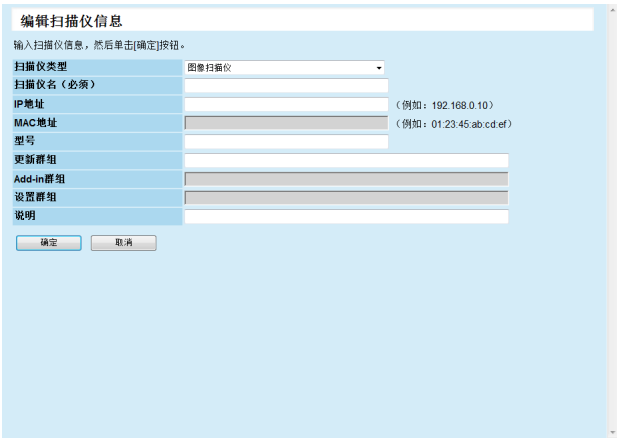 编辑扫描仪信息
输入扫描仪信息，然后单击[确定]按钮。
扫描仪类型 图像扫描仪
扫描仪名（必须）
IP地址 （例如：192.168.0.10）
MAC地址 （例如：01:23:45:ab:cd:ef）
型号
更新群组
Add-in群组
设置群组
说明
确定 取消